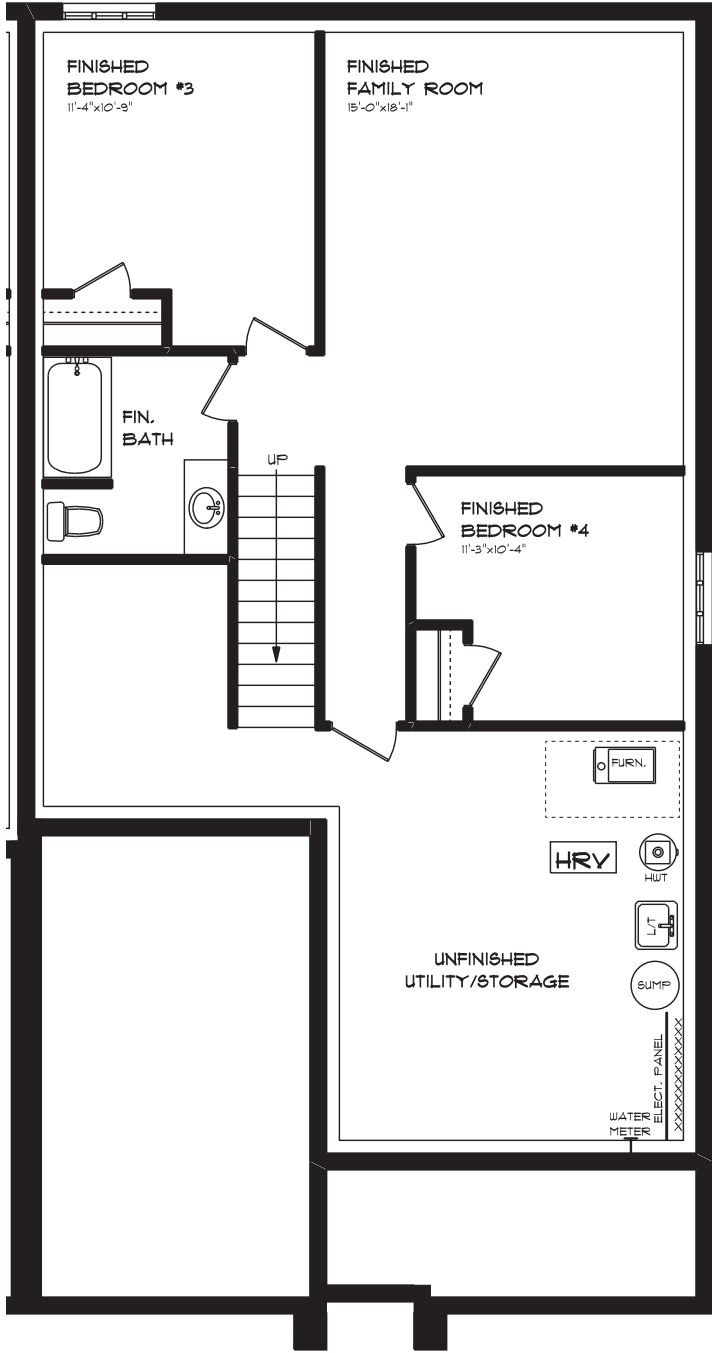 FINISHED
BEDROOM #3
11'-4"x10'-9"
FINISHED
FAMILY ROOM
15'-0"x18'-1"
FIN.
BATH
UP
FINISHED
BEDROOM #4
11'-3"x10'-4"
FURN.
HRV
HWT
L/T
UNFINISHED
UTILITY/STORAGE
SUMP
ELECT. PANEL
WATER
METER